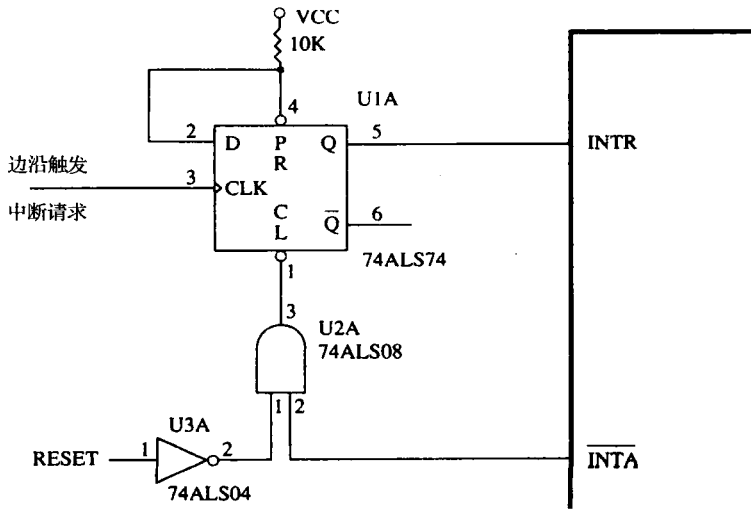 VCC
10K
4
U1A
2
D
P
R
Q
5
INTR
边沿触发
3
CLK
中断请求
C
L
Q̅
6
1
74ALS74
3
U2A
74ALS08
1
2
U3A
RESET
1
2
I̅N̅T̅A̅
74ALS04